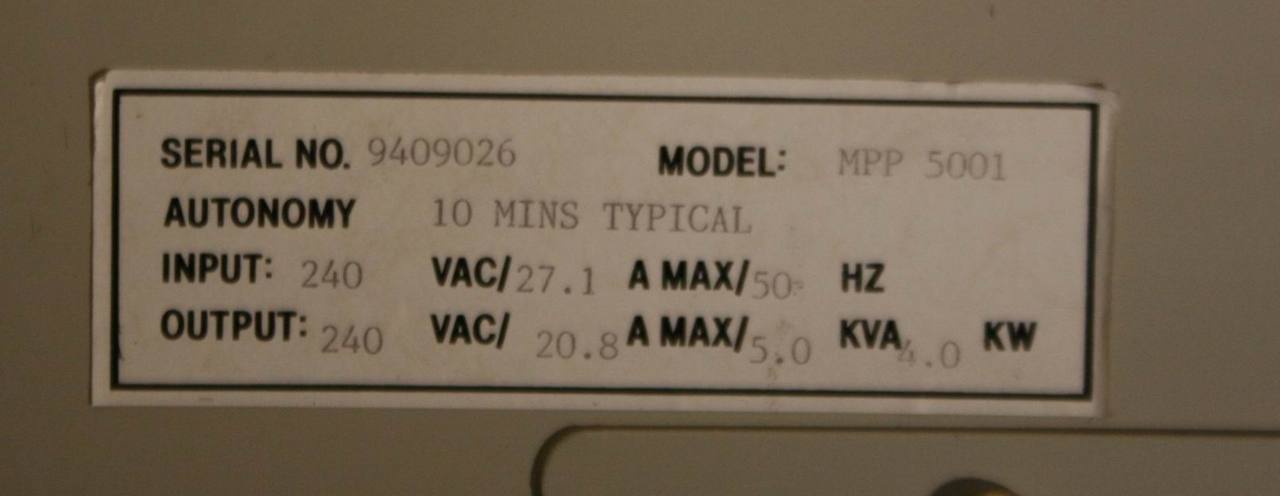 SERIAL NO. 9409026 MODEL: MPP 5001
AUTONOMY 10 MINS TYPICAL
INPUT: 240 VAC/27.1 A MAX/50 HZ
OUTPUT: 240 VAC/ 20.8 A MAX/5.0 KVA 4.0 KW